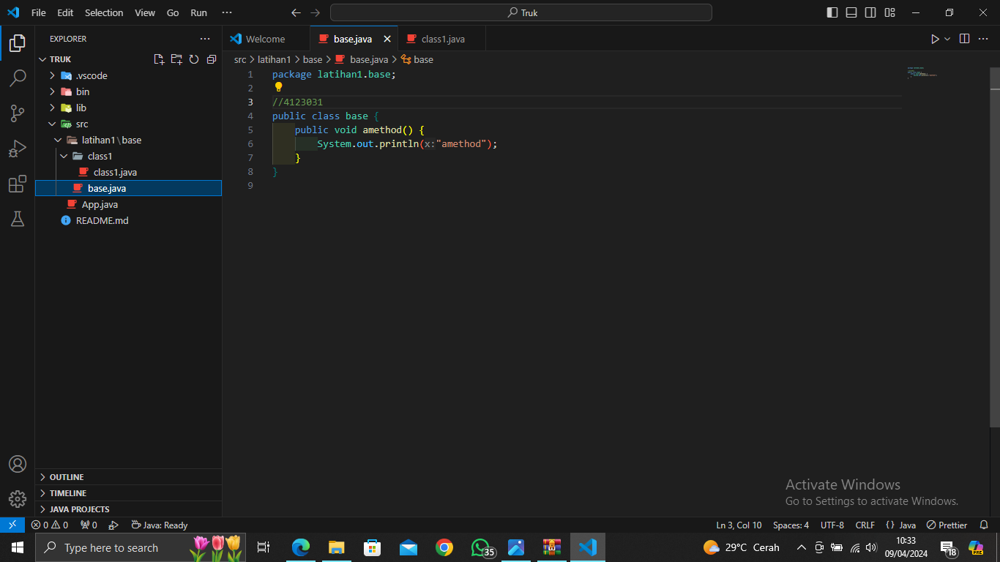 File Edit Selection View Go Run ··· Truk
EXPLORER ···
TRUK
.vscode
bin
lib
src
latihan1\base
class1
class1.java
base.java
App.java
README.md
OUTLINE
TIMELINE
JAVA PROJECTS
Welcome base.java class1.java
src > latihan1 > base > base.java > base
1 package latihan1.base;
2
3 //4123031
4 public class base {
5 public void amethod() {
6 System.out.println(x:"amethod");
7 }
8 }
9
Activate Windows
Go to Settings to activate Windows.
0 0 0 Java: Ready Ln 3, Col 10 Spaces: 4 UTF-8 CRLF {} Java Prettier
Type here to search 35 29°C Cerah 10:33 18 PRE
09/04/2024